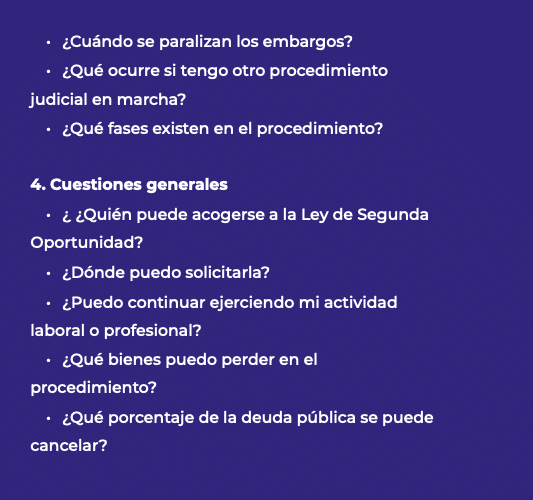 • ¿Cuándo se paralizan los embargos?
• ¿Qué ocurre si tengo otro procedimiento
judicial en marcha?
• ¿Qué fases existen en el procedimiento?
4. Cuestiones generales
• ¿ ¿Quién puede acogerse a la Ley de Segunda
Oportunidad?
• ¿Dónde puedo solicitarla?
• ¿Puedo continuar ejerciendo mi actividad
laboral o profesional?
• ¿Qué bienes puedo perder en el
procedimiento?
• ¿Qué porcentaje de la deuda pública se puede
cancelar?